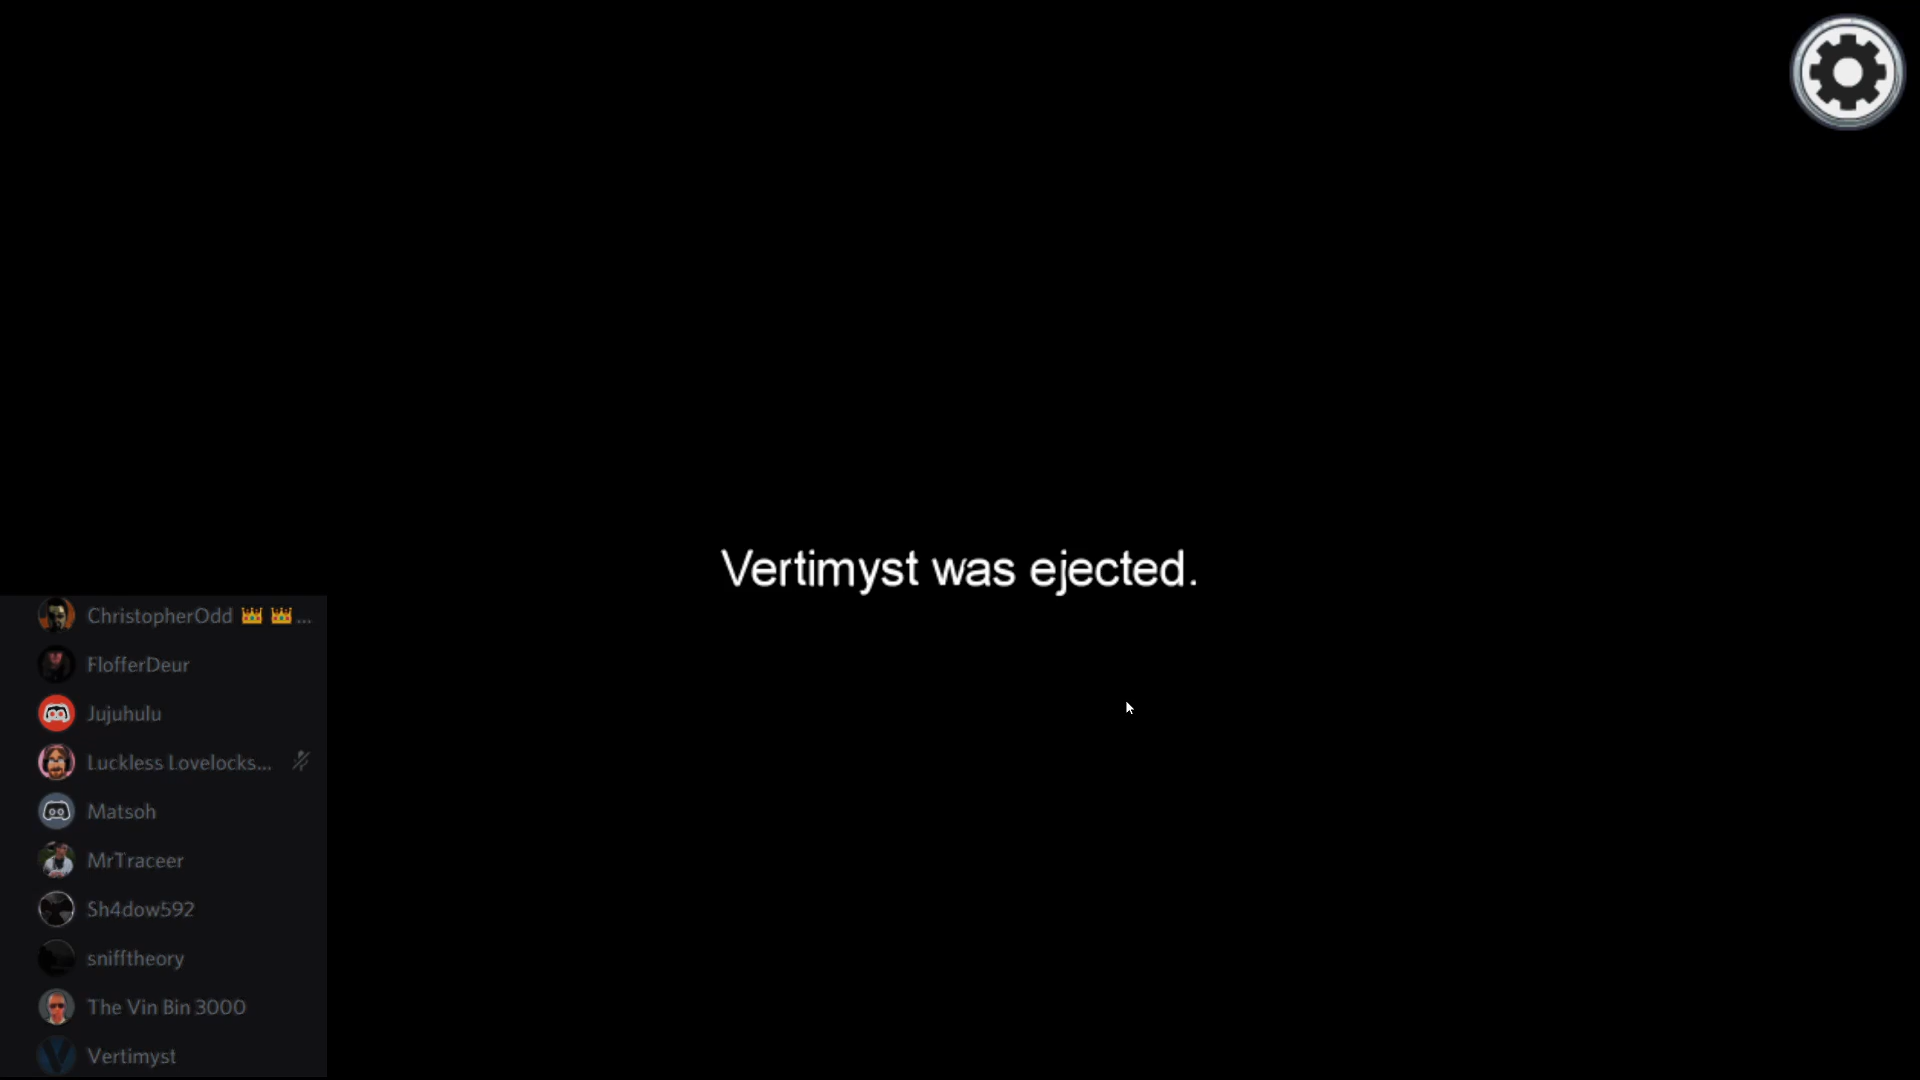 Vertimyst was ejected.
ChristopherOdd 👑 👑...
FlofferDeur
Jujuhulu
Luckless Lovelocks...
Matsoh
MrTraceer
Sh4dow592
snifftheory
The Vin Bin 3000
Vertimyst